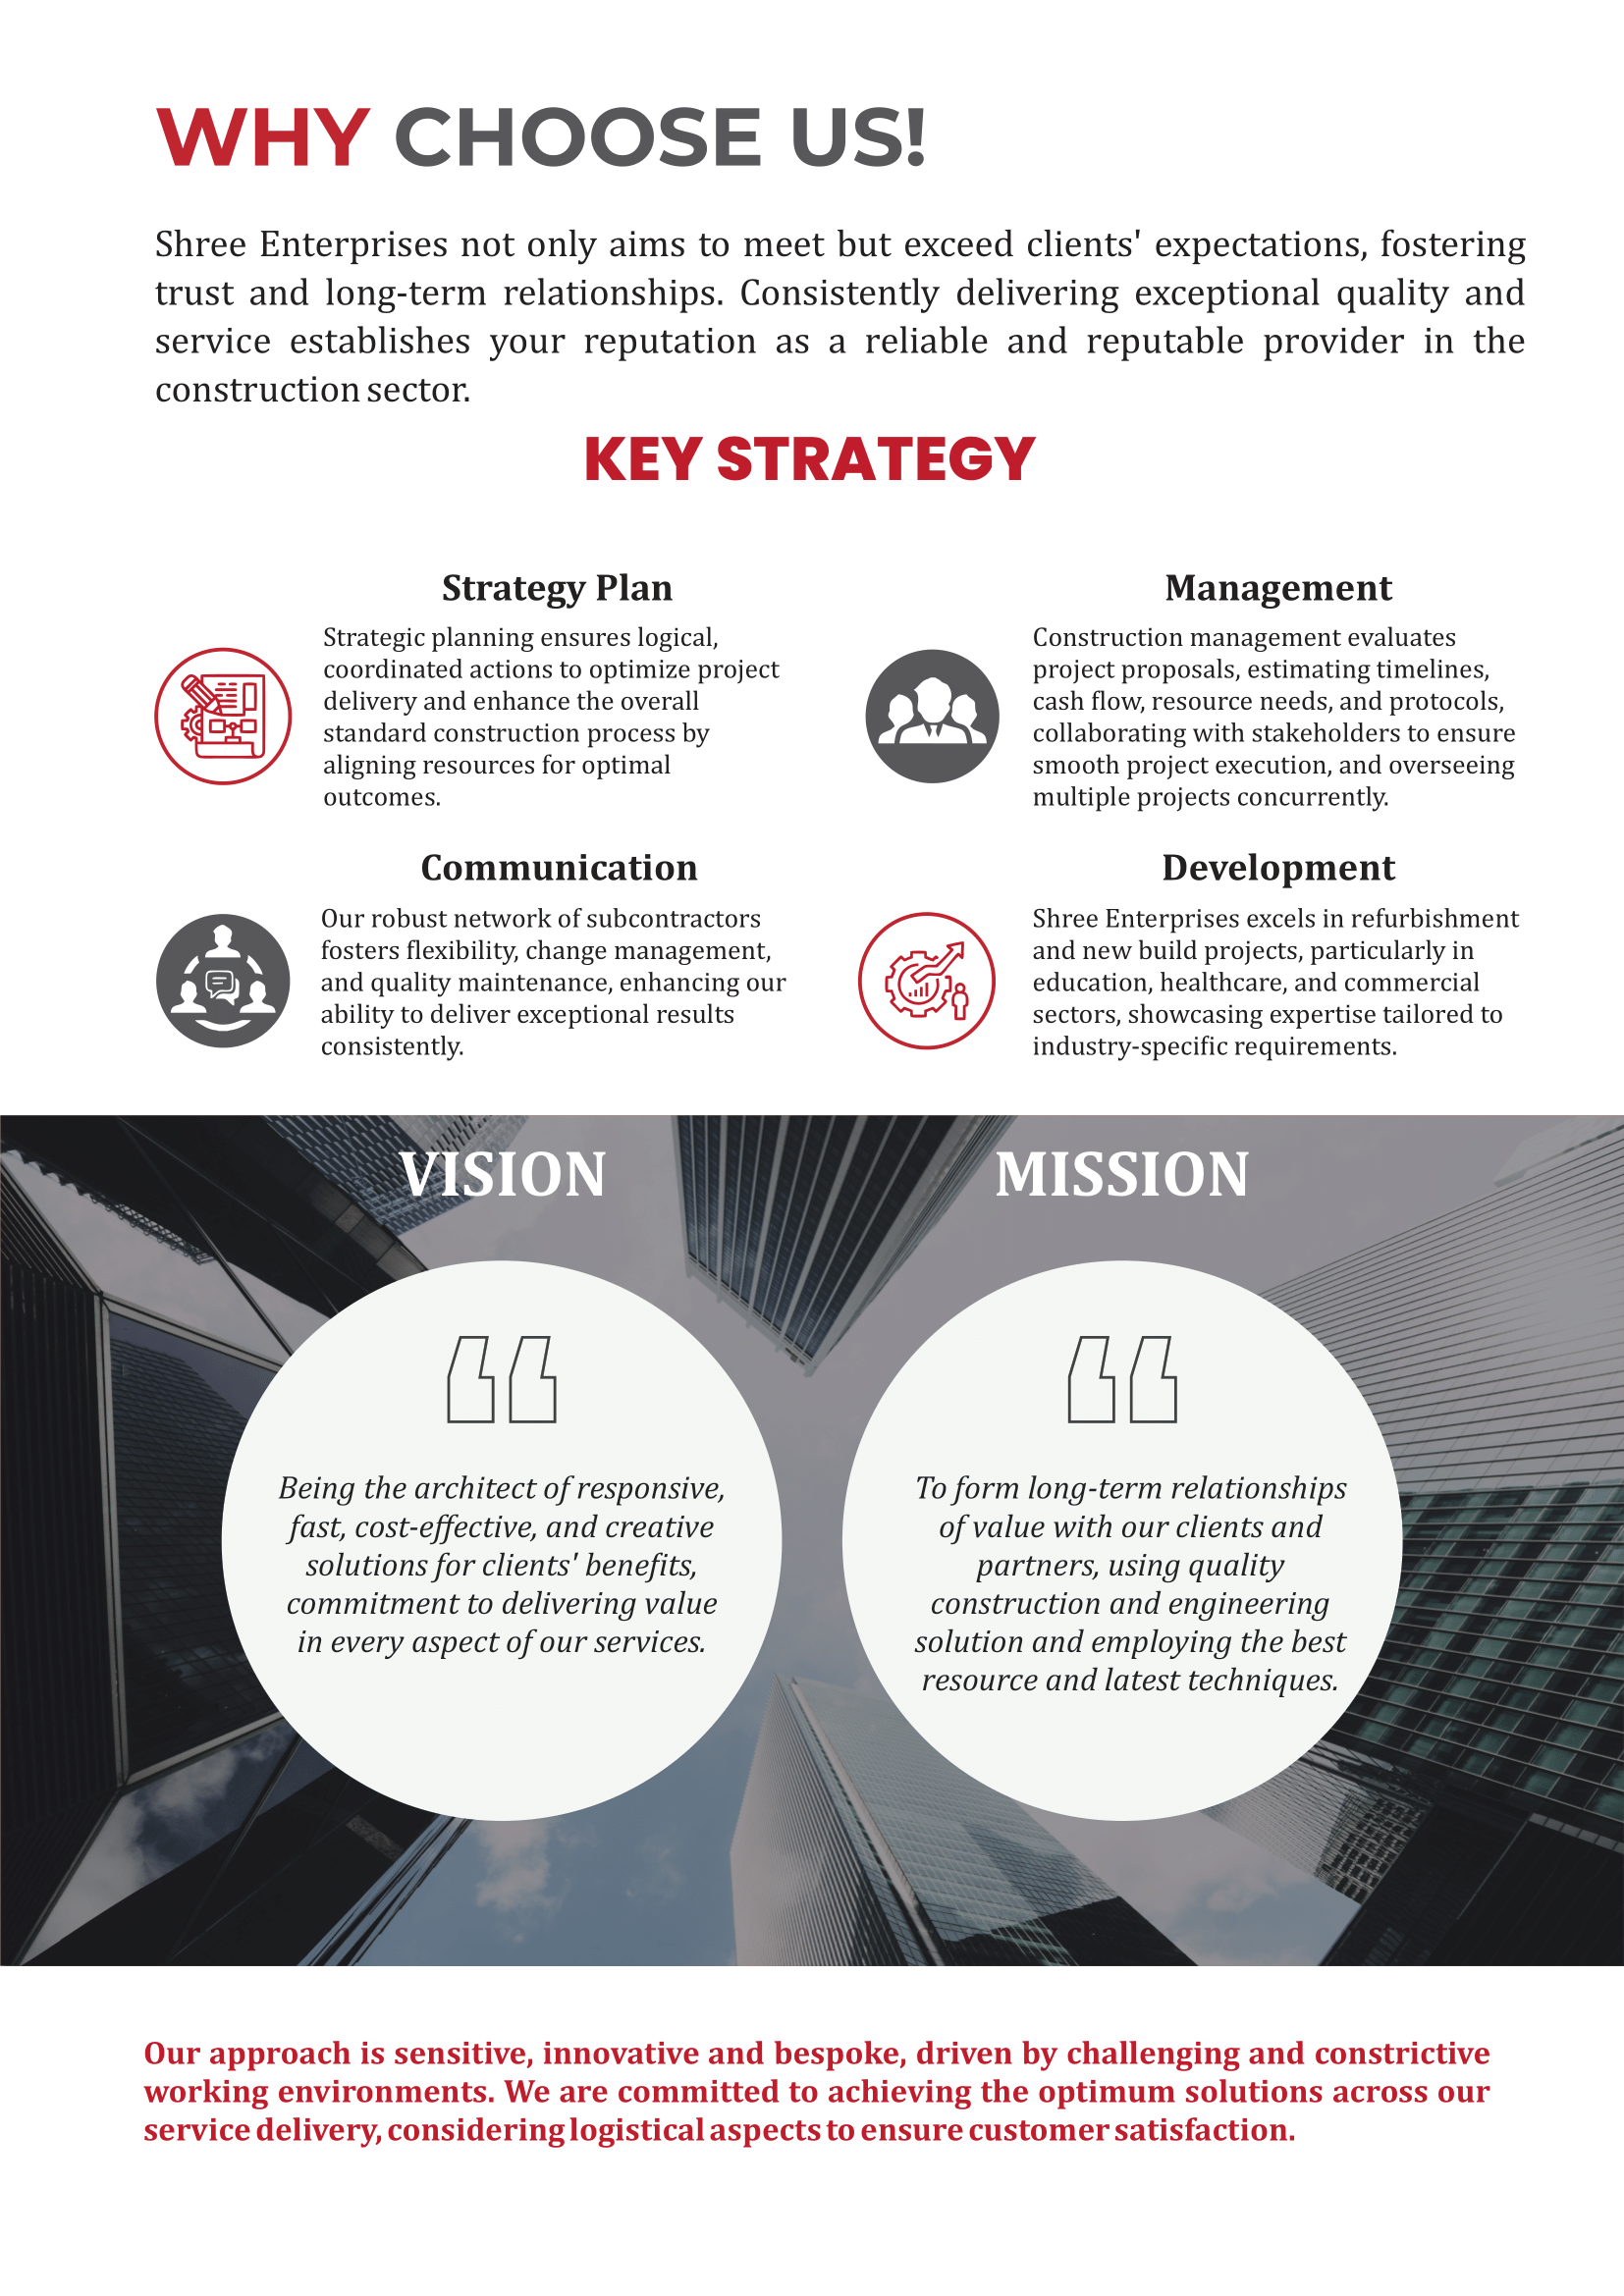 WHY CHOOSE US!
Shree Enterprises not only aims to meet but exceed clients' expectations, fostering
trust and long-term relationships. Consistently delivering exceptional quality and
service establishes your reputation as a reliable and reputable provider in the
construction sector.
KEY STRATEGY
Strategy Plan
Strategic planning ensures logical,
coordinated actions to optimize project
delivery and enhance the overall
standard construction process by
aligning resources for optimal
outcomes.
Management
Construction management evaluates
project proposals, estimating timelines,
cash flow, resource needs, and protocols,
collaborating with stakeholders to ensure
smooth project execution, and overseeing
multiple projects concurrently.
Communication
Our robust network of subcontractors
fosters flexibility, change management,
and quality maintenance, enhancing our
ability to deliver exceptional results
consistently.
Development
Shree Enterprises excels in refurbishment
and new build projects, particularly in
education, healthcare, and commercial
sectors, showcasing expertise tailored to
industry-specific requirements.
VISION
“
Being the architect of responsive,
fast, cost-effective, and creative
solutions for clients' benefits,
commitment to delivering value
in every aspect of our services.
MISSION
“
To form long-term relationships
of value with our clients and
partners, using quality
construction and engineering
solution and employing the best
resource and latest techniques.
Our approach is sensitive, innovative and bespoke, driven by challenging and constrictive
working environments. We are committed to achieving the optimum solutions across our
service delivery, considering logistical aspects to ensure customer satisfaction.